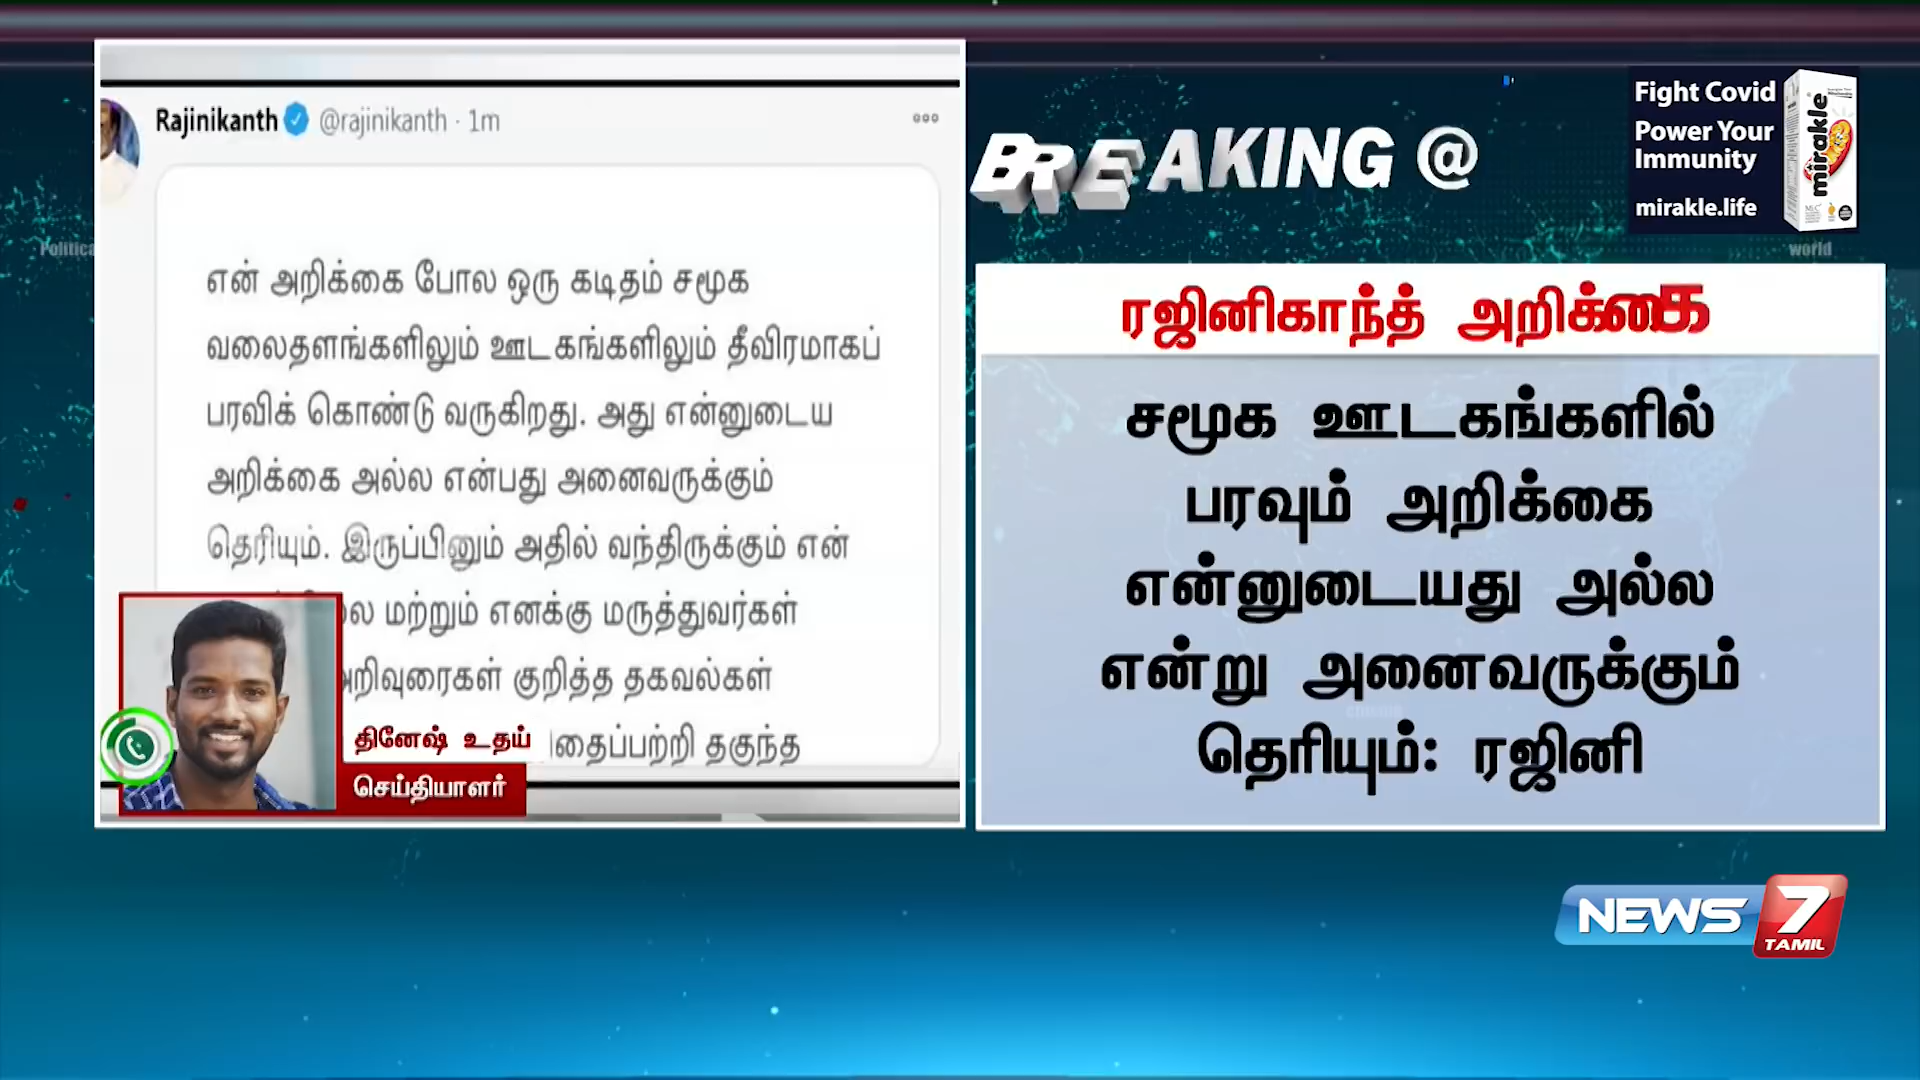 Rajinikanth @rajinikanth · 1m
என் அறிக்கை போல ஒரு கடிதம் சமூக
வலைதளங்களிலும் ஊடகங்களிலும் தீவிரமாகப்
பரவிக் கொண்டு வருகிறது. அது என்னுடைய
அறிக்கை அல்ல என்பது அனைவருக்கும்
தெரியும். இருப்பினும் அதில் வந்திருக்கும் என்
மற்றும் எனக்கு மருத்துவர்கள்
குறித்த தகவல்கள்
தகுந்த
தினேஷ் உதய்
செய்தியாளர்
BREAKING @
Fight Covid
Power Your
Immunity
mirakle.life
mirakle
Politica
world
ரஜினிகாந்த் அறிக்கை
சமூக ஊடகங்களில்
பரவும் அறிக்கை
என்னுடையது அல்ல
என்று அனைவருக்கும்
தெரியும்: ரஜினி
NEWS 7
TAMIL